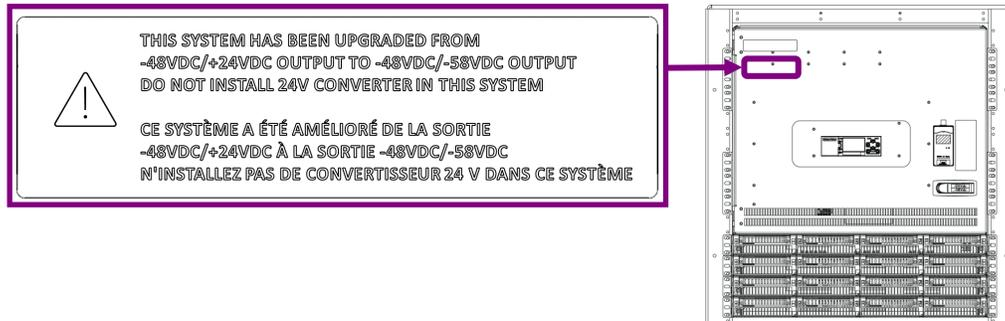 THIS SYSTEM HAS BEEN UPGRADED FROM
-48VDC/+24VDC OUTPUT TO -48VDC/-58VDC OUTPUT
DO NOT INSTALL 24V CONVERTER IN THIS SYSTEM
CE SYSTÈME A ÉTÉ AMÉLIORÉ DE LA SORTIE
-48VDC/+24VDC À LA SORTIE -48VDC/-58VDC
N'INSTALLEZ PAS DE CONVERTISSEUR 24 V DANS CE SYSTÈME